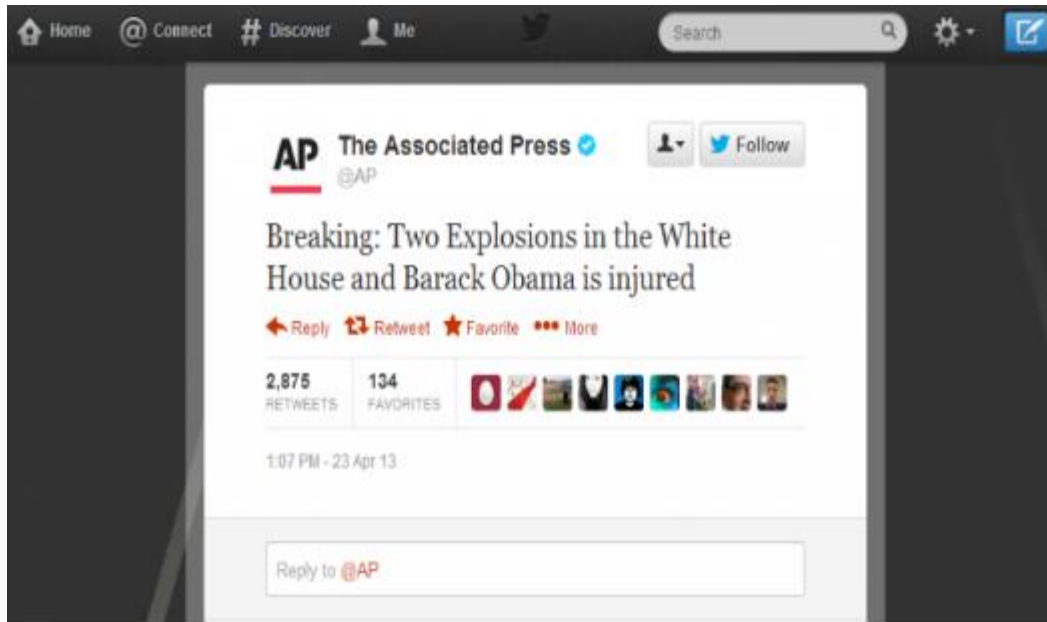 Home @ Connect # Discover Me Search
AP The Associated Press
@AP
Follow
Breaking: Two Explosions in the White
House and Barack Obama is injured
Reply Retweet Favorite More
2,875 134
RETWEETS FAVORITES
1:07 PM - 23 Apr 13
Reply to @AP